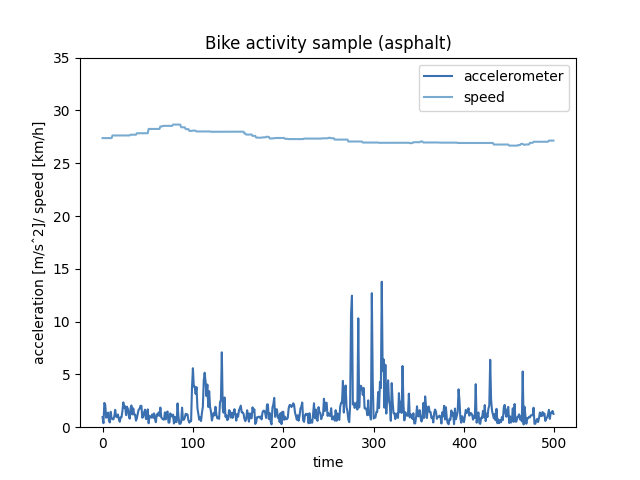 Bike activity sample (asphalt)
accelerometer
speed
acceleration [m/sˆ2]/ speed [km/h]
35
30
25
20
15
10
5
0
0 100 200 300 400 500
time